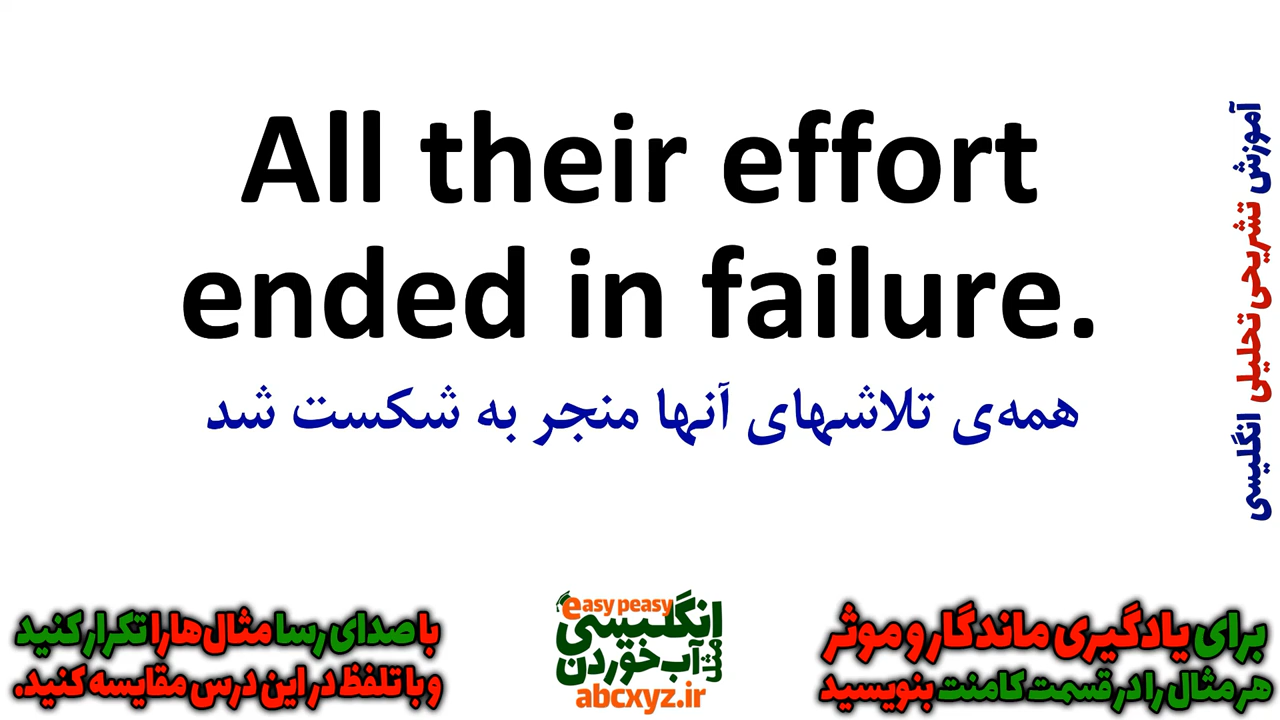 All their effort
ended in failure.
همه‌ی تلاشهای آنها منجر به شکست شد
آموزش تشریحی تحلیلی انگلیسی
برای یادگیری ماندگار و موثر
هر مثال را در قسمت کامنت بنویسید
easy peasy
انگلیسی
مثل
آب خوردن
abcxyz.ir
با صدای رسا مثال‌ها را تکرار کنید
و با تلفظ در این درس مقایسه کنید.